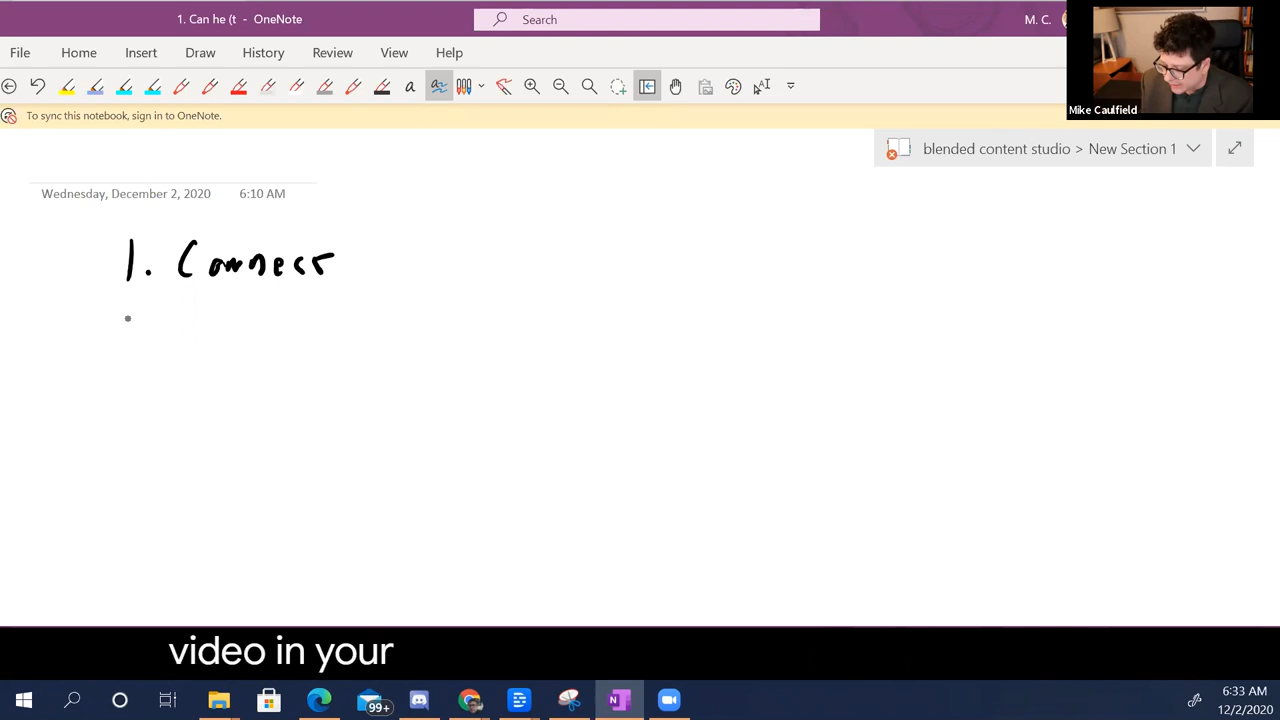 1. Can he (t - OneNote
Search
M. C.
File Home Insert Draw History Review View Help
To sync this notebook, sign in to OneNote.
Mike Caulfield
blended content studio > New Section 1
Wednesday, December 2, 2020 6:10 AM
1. Connect
video in your
99+
6:33 AM
12/2/2020